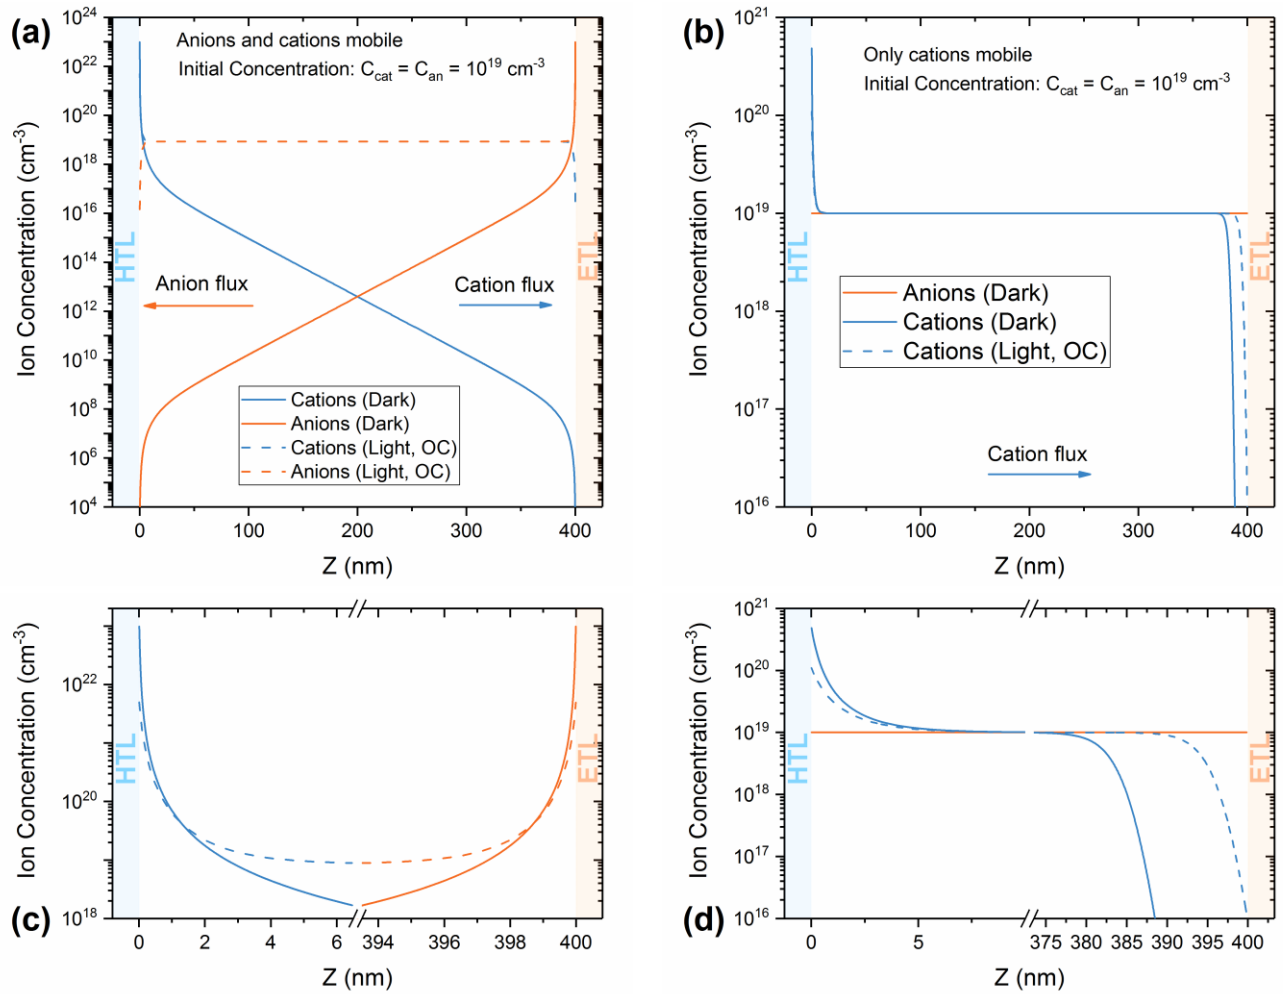 (a)
Anions and cations mobile
Initial Concentration: C_cat = C_an = 10^19 cm^-3
Ion Concentration (cm^-3)
10^24
10^22
10^20
10^18
10^16
10^14
10^12
10^10
10^8
10^6
10^4
HTL
ETL
Anion flux
Cation flux
Cations (Dark)
Anions (Dark)
Cations (Light, OC)
Anions (Light, OC)
0 100 200 300 400
Z (nm)
(b)
Only cations mobile
Initial Concentration: C_cat = C_an = 10^19 cm^-3
Ion Concentration (cm^-3)
10^21
10^20
10^19
10^18
10^17
10^16
HTL
ETL
Anions (Dark)
Cations (Dark)
Cations (Light, OC)
Cation flux
0 100 200 300 400
Z (nm)
(c)
Ion Concentration (cm^-3)
10^22
10^20
10^18
HTL
ETL
0 2 4 6 394 396 398 400
Z (nm)
(d)
Ion Concentration (cm^-3)
10^21
10^20
10^19
10^18
10^17
10^16
HTL
ETL
0 5 375 380 385 390 395 400
Z (nm)